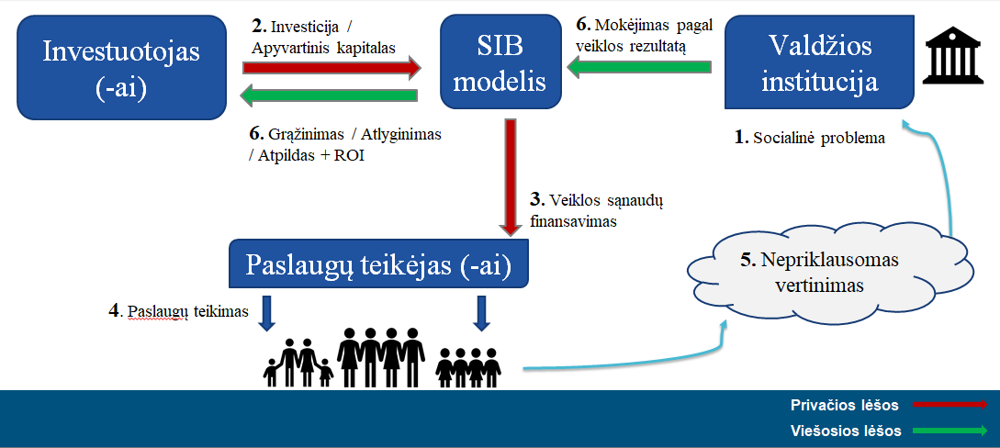 Investuotojas
(-ai)
2. Investicija /
Apyvartinis kapitalas
SIB
modelis
6. Mokėjimas pagal
veiklos rezultatą
Valdžios
institucija
6. Grąžinimas / Atlyginimas
/ Atpildas + ROI
1. Socialinė problema
3. Veiklos sąnaudų
finansavimas
Paslaugų teikėjas (-ai)
5. Nepriklausomas
vertinimas
4. Paslaugų teikimas
Privačios lėšos
Viešosios lėšos